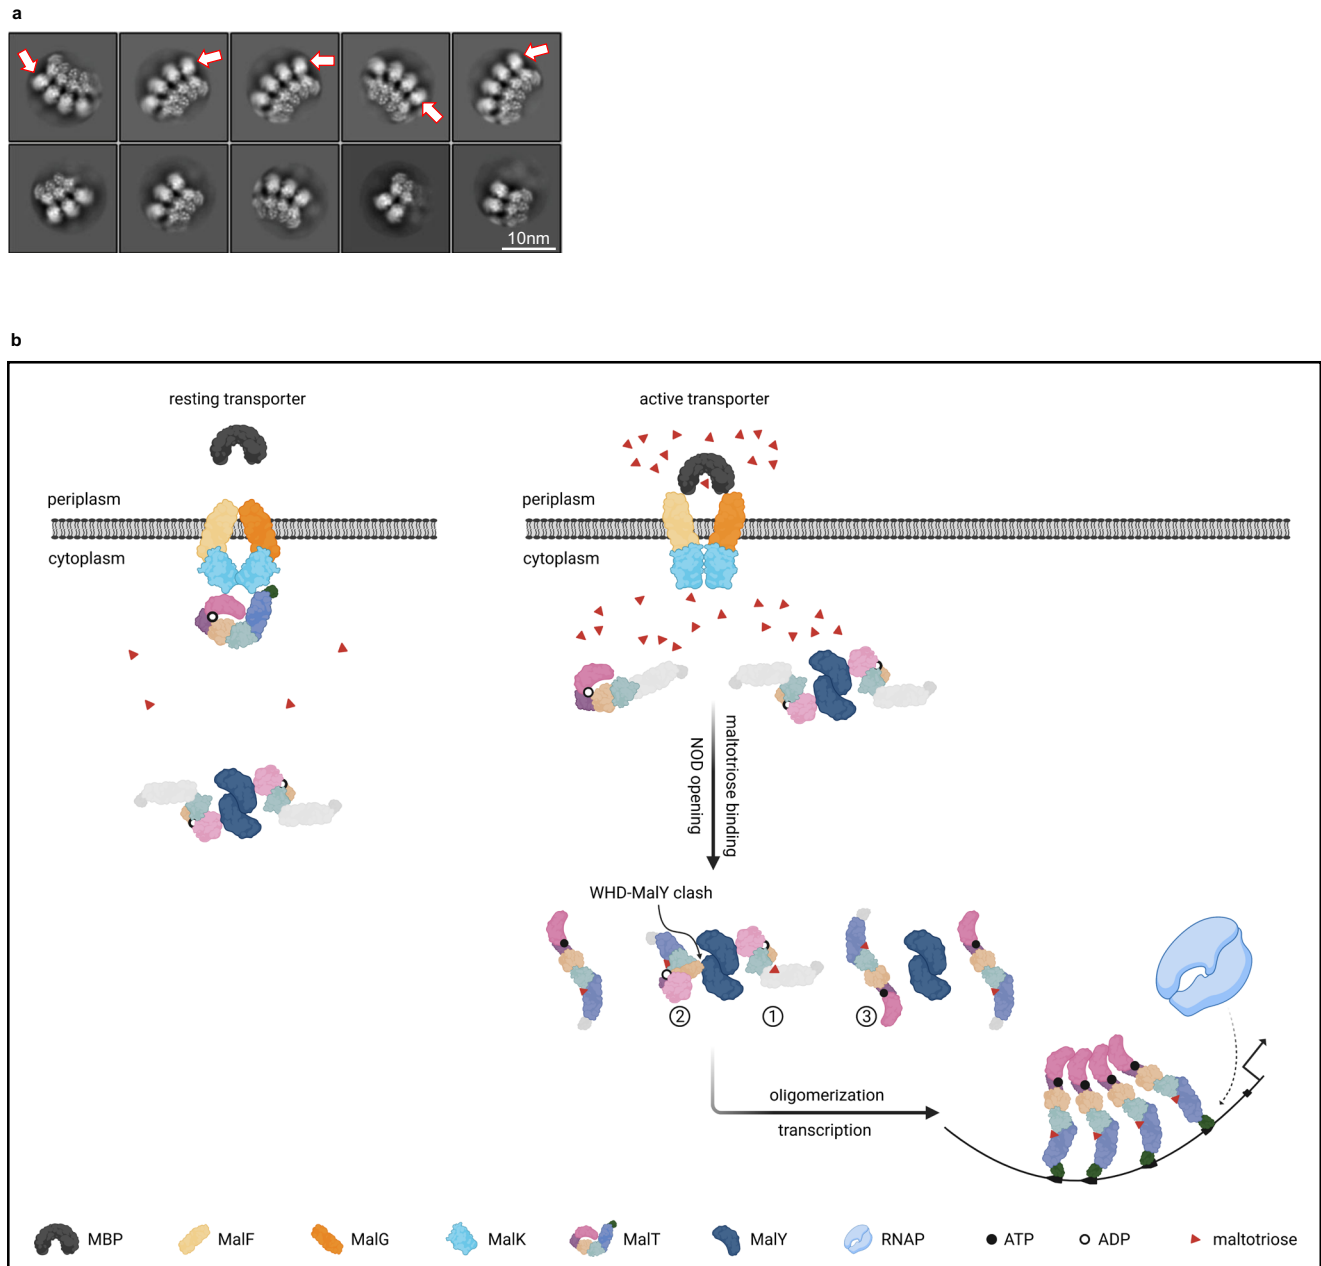 a
10nm
b
resting transporter
active transporter
periplasm
cytoplasm
periplasm
cytoplasm
maltotriose binding
NOD opening
WHD-MalY clash
② ① ③
oligomerization
transcription
MBP MalF MalG MalK MalT MalY RNAP ATP ADP maltotriose